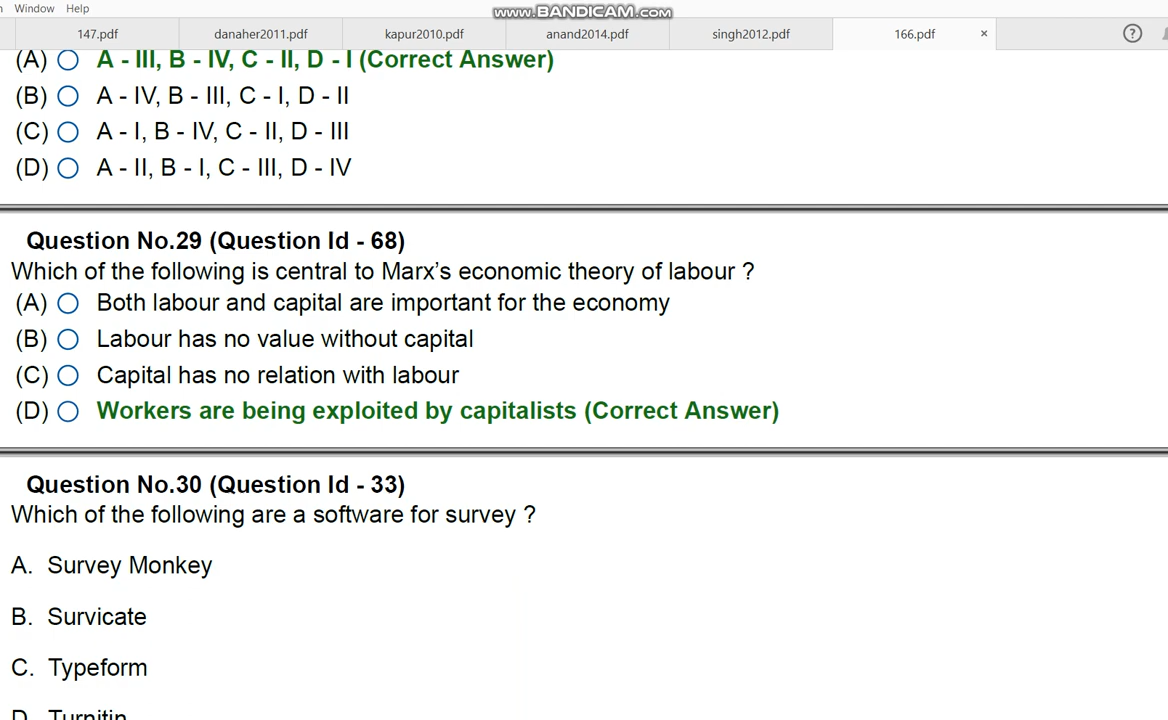 Window Help
www.BANDICAM.com
147.pdf danaher2011.pdf kapur2010.pdf anand2014.pdf singh2012.pdf 166.pdf × ?
(A) A - III, B - IV, C - II, D - I (Correct Answer)
(B) A - IV, B - III, C - I, D - II
(C) A - I, B - IV, C - II, D - III
(D) A - II, B - I, C - III, D - IV
Question No.29 (Question Id - 68)
Which of the following is central to Marx’s economic theory of labour ?
(A) Both labour and capital are important for the economy
(B) Labour has no value without capital
(C) Capital has no relation with labour
(D) Workers are being exploited by capitalists (Correct Answer)
Question No.30 (Question Id - 33)
Which of the following are a software for survey ?
A. Survey Monkey
B. Survicate
C. Typeform
D. Turnitin